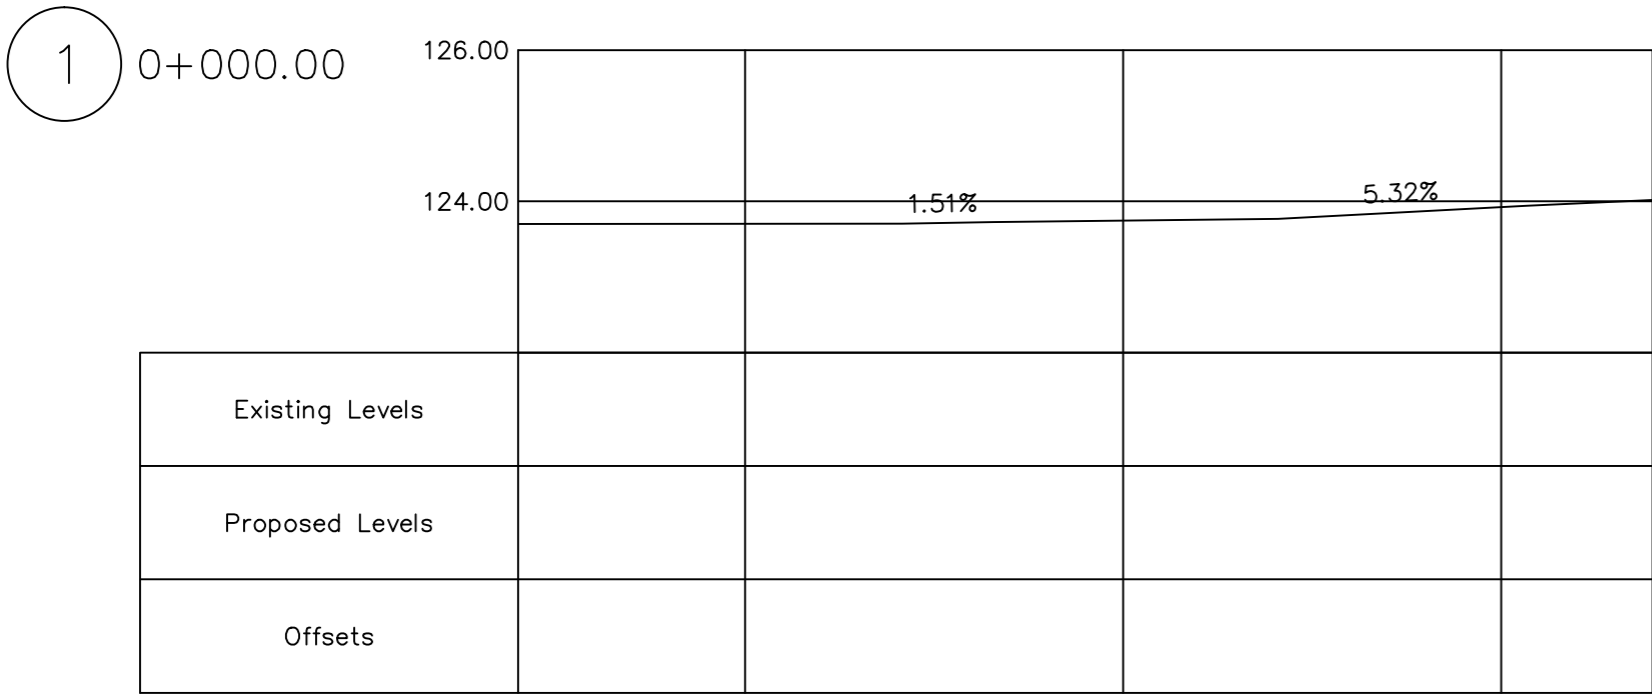 1 0+000.00
126.00
124.00
1.51%
5.32%
Existing Levels
Proposed Levels
Offsets